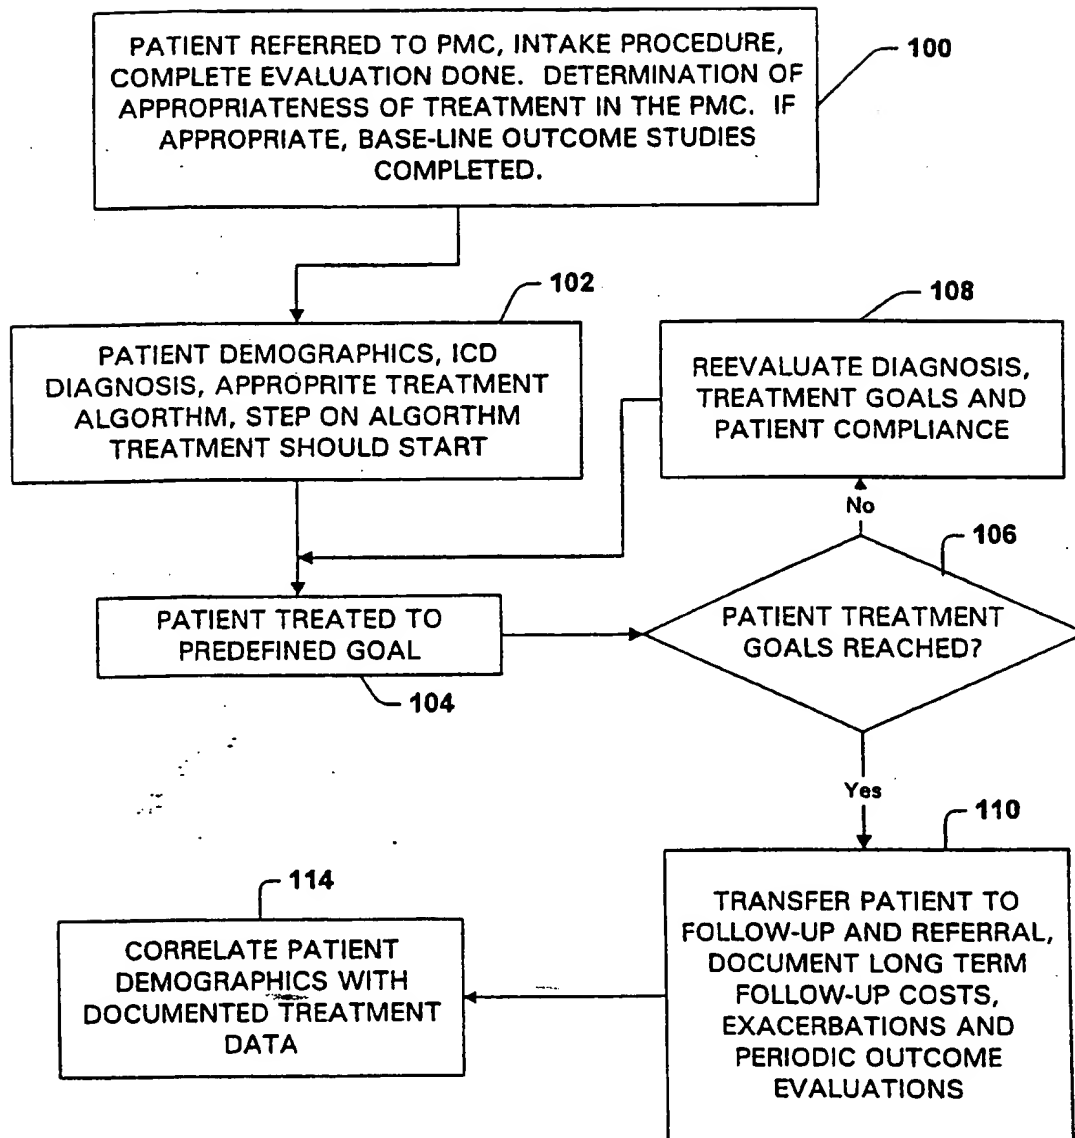 PATIENT REFERRED TO PMC, INTAKE PROCEDURE,
COMPLETE EVALUATION DONE. DETERMINATION OF
APPROPRIATENESS OF TREATMENT IN THE PMC. IF
APPROPRIATE, BASE-LINE OUTCOME STUDIES
COMPLETED.
100
102
PATIENT DEMOGRAPHICS, ICD
DIAGNOSIS, APPROPRITE TREATMENT
ALGORTHM, STEP ON ALGORTHM
TREATMENT SHOULD START
108
REEVALUATE DIAGNOSIS,
TREATMENT GOALS AND
PATIENT COMPLIANCE
No
106
PATIENT TREATED TO
PREDEFINED GOAL
104
PATIENT TREATMENT
GOALS REACHED?
Yes
110
TRANSFER PATIENT TO
FOLLOW-UP AND REFERRAL,
DOCUMENT LONG TERM
FOLLOW-UP COSTS,
EXACERBATIONS AND
PERIODIC OUTCOME
EVALUATIONS
114
CORRELATE PATIENT
DEMOGRAPHICS WITH
DOCUMENTED TREATMENT
DATA